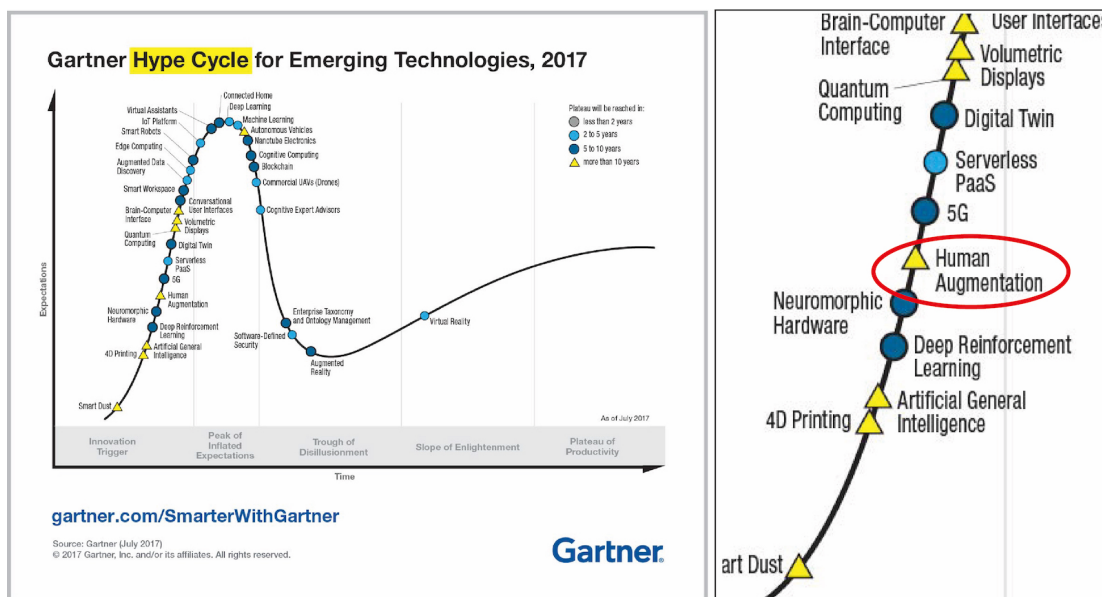 Gartner Hype Cycle for Emerging Technologies, 2017
Expectations
Connected Home
Virtual Assistants
Deep Learning
IoT Platform
Machine Learning
Smart Robots
Autonomous Vehicles
Nanotube Electronics
Edge Computing
Cognitive Computing
Augmented Data
Discovery
Blockchain
Commercial UAVs (Drones)
Smart Workspace
Conversational
User Interfaces
Cognitive Expert Advisors
Brain-Computer
Interface
Volumetric
Displays
Quantum
Computing
Digital Twin
Serverless
PaaS
5G
Human
Augmentation
Neuromorphic
Hardware
Deep Reinforcement
Learning
Artificial General
Intelligence
4D Printing
Smart Dust
Enterprise Taxonomy
and Ontology Management
Software-Defined
Security
Augmented
Reality
Virtual Reality
Plateau will be reached in:
less than 2 years
2 to 5 years
5 to 10 years
more than 10 years
As of July 2017
Innovation
Trigger
Peak of
Inflated
Expectations
Trough of
Disillusionment
Slope of Enlightenment
Plateau of
Productivity
Time
gartner.com/SmarterWithGartner
Source: Gartner (July 2017)
© 2017 Gartner, Inc. and/or its affiliates. All rights reserved.
Gartner
Brain-Computer
Interface
User Interfaces
Volumetric
Displays
Quantum
Computing
Digital Twin
Serverless
PaaS
5G
Human
Augmentation
Neuromorphic
Hardware
Deep Reinforcement
Learning
Artificial General
Intelligence
4D Printing
art Dust